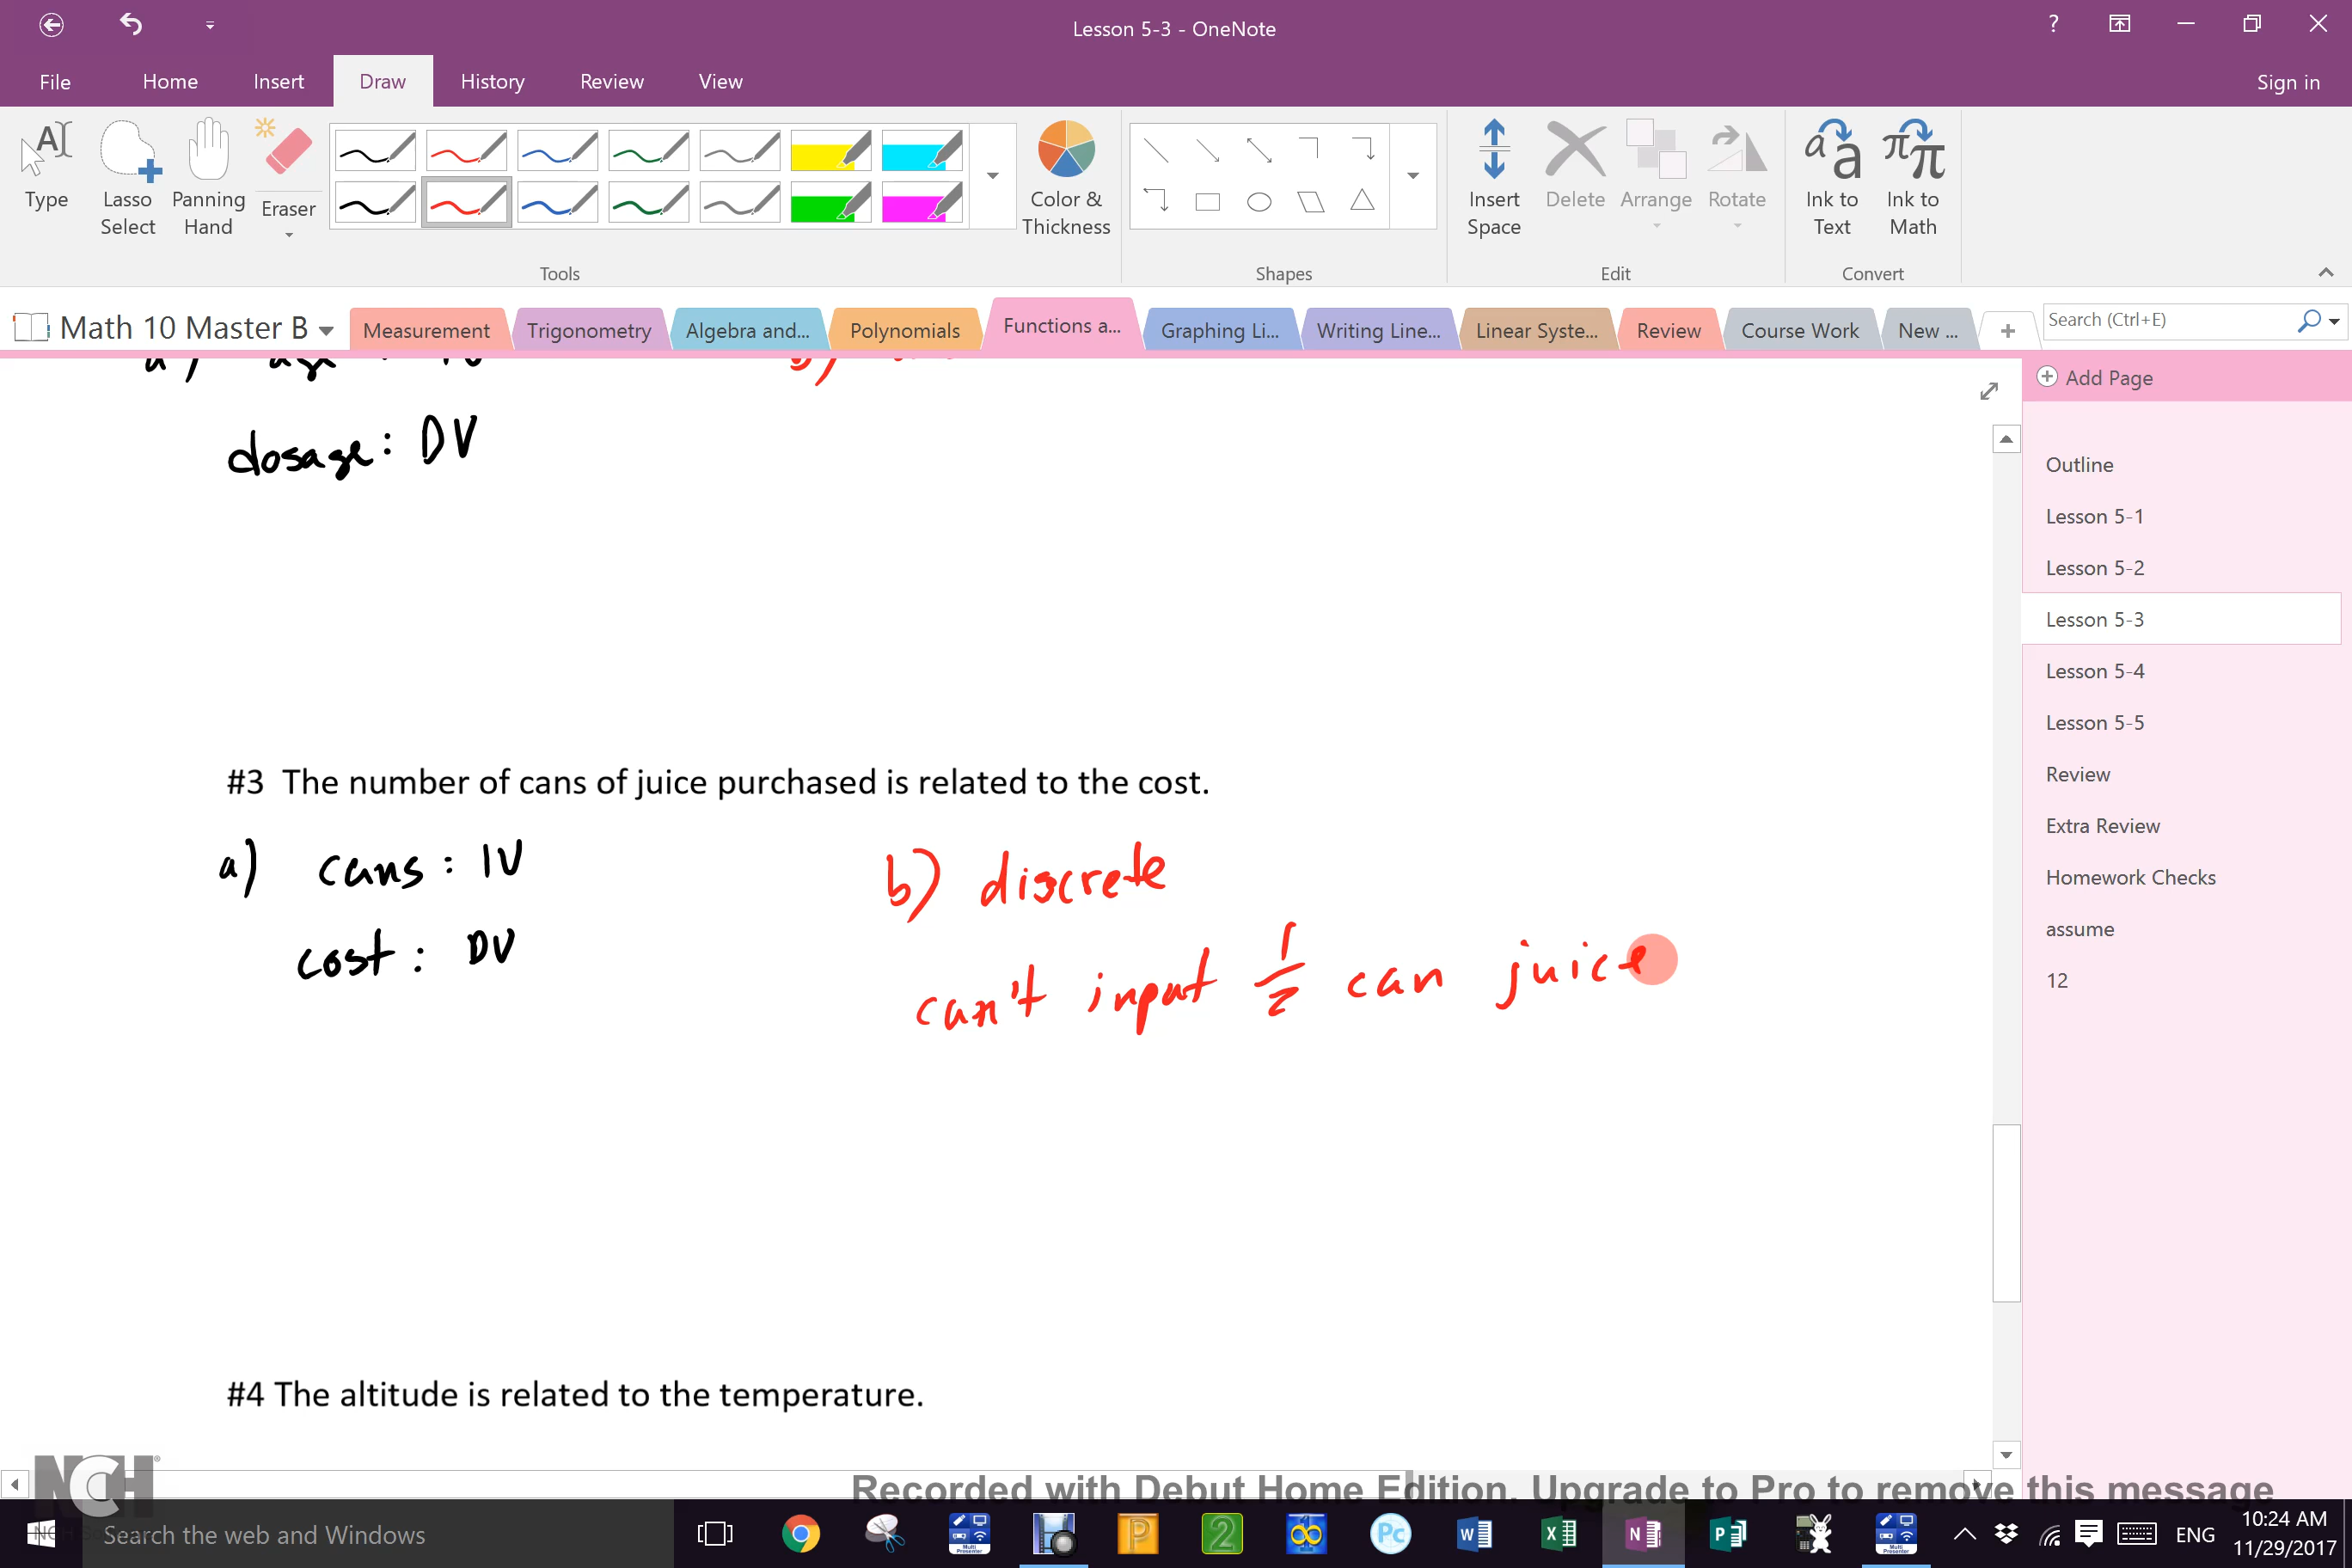 Lesson 5-3 - OneNote
?
File Home Insert Draw History Review View Sign in
Type Lasso Select Panning Hand Eraser Color & Thickness Insert Space Delete Arrange Rotate Ink to Text Ink to Math
Tools Shapes Edit Convert
Math 10 Master B Measurement Trigonometry Algebra and... Polynomials Functions a... Graphing Li... Writing Line... Linear Syste... Review Course Work New ... Search (Ctrl+E)
Add Page
dosage: DV
Outline
Lesson 5-1
Lesson 5-2
Lesson 5-3
Lesson 5-4
Lesson 5-5
Review
Extra Review
Homework Checks
assume
12
#3 The number of cans of juice purchased is related to the cost.
a) cans: IV
cost: DV
b) discrete
can't input 1/2 can juice
#4 The altitude is related to the temperature.
NCH
Recorded with Debut Home Edition. Upgrade to Pro to remove this message
Search the web and Windows
ENG
10:24 AM
11/29/2017